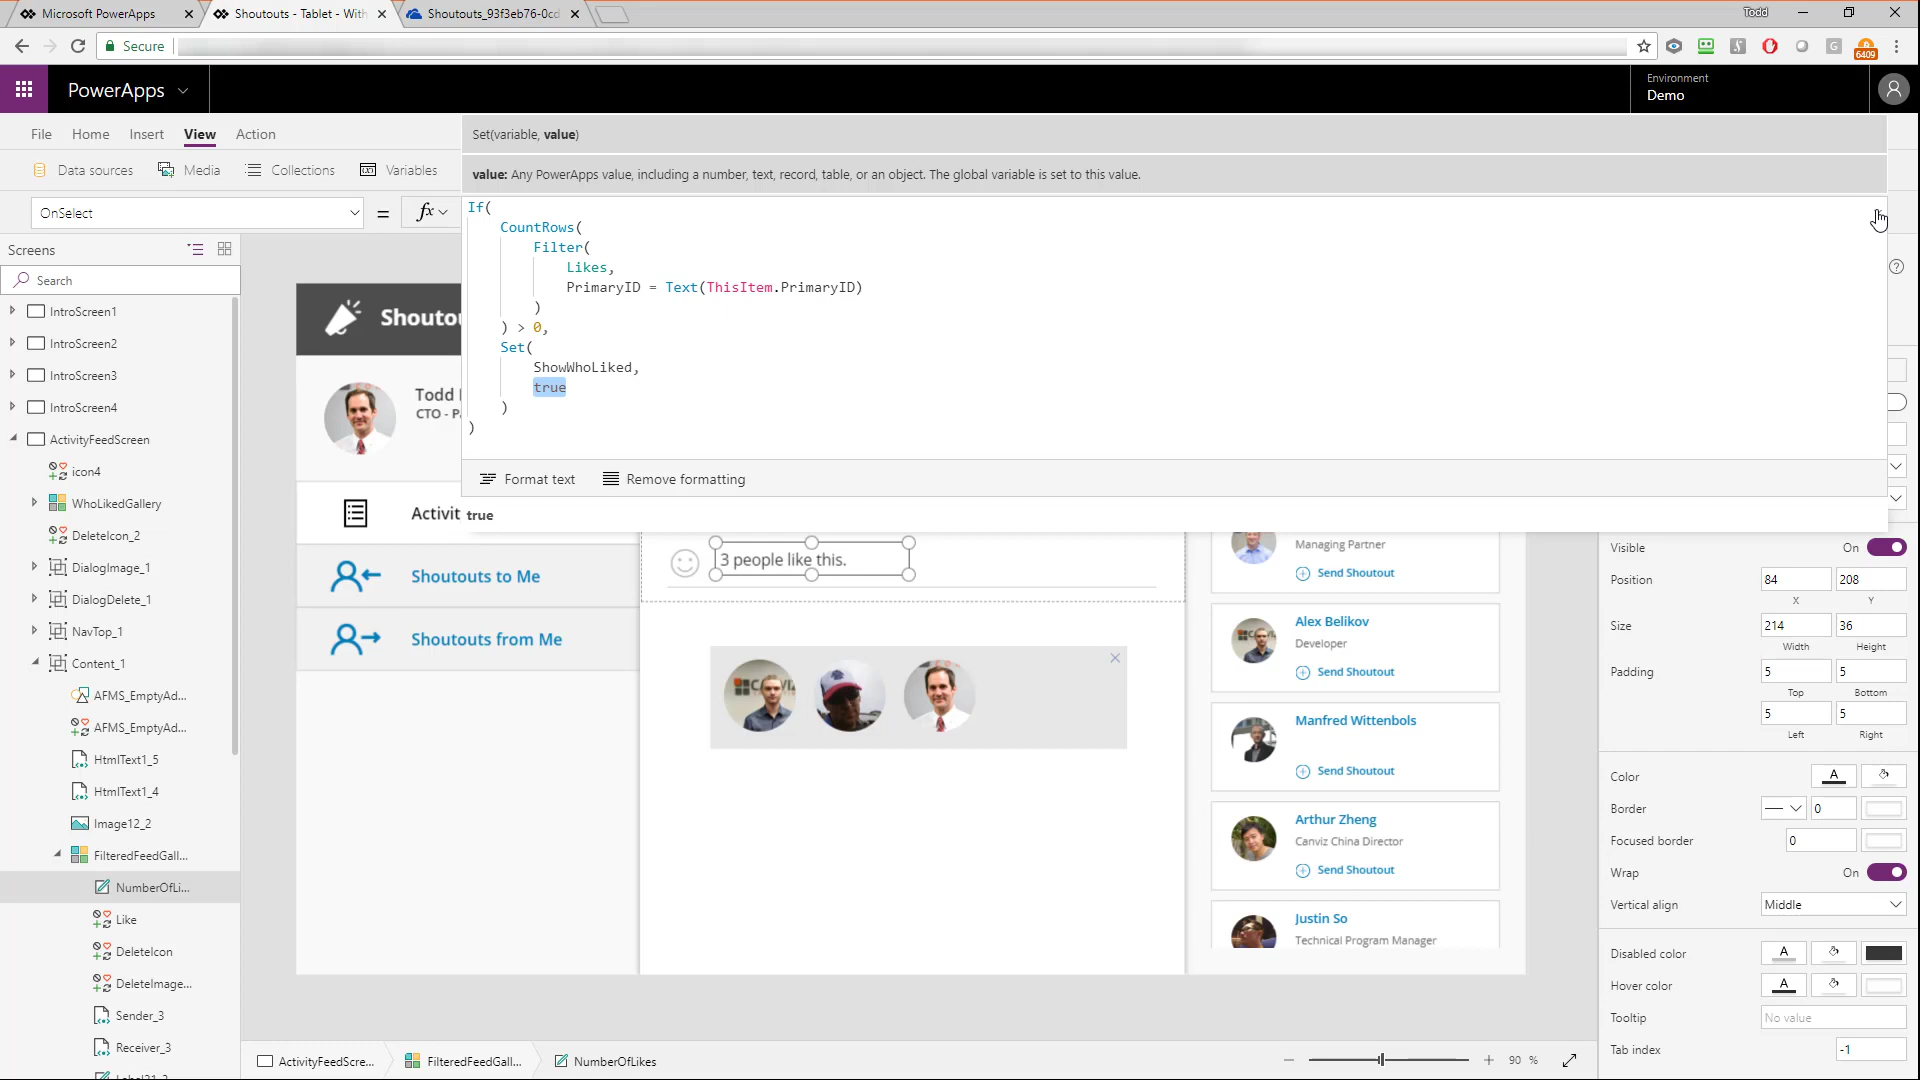 Microsoft PowerApps
Shoutouts - Tablet - With
Shoutouts_93f3eb76-0cd
Todd
Secure
6409
PowerApps
Environment
Demo
File
Home
Insert
View
Action
Set(variable, value)
Data sources
Media
Collections
Variables
value: Any PowerApps value, including a number, text, record, table, or an object. The global variable is set to this value.
OnSelect
=
fx
If(
CountRows(
Filter(
Likes,
PrimaryID = Text(ThisItem.PrimaryID)
)
) > 0,
Set(
ShowWhoLiked,
true
)
)
Format text
Remove formatting
true
Screens
Search
IntroScreen1
IntroScreen2
IntroScreen3
IntroScreen4
ActivityFeedScreen
icon4
WhoLikedGallery
DeleteIcon_2
DialogImage_1
DialogDelete_1
NavTop_1
Content_1
AFMS_EmptyAd...
AFMS_EmptyAd...
HtmlText1_5
HtmlText1_4
Image12_2
FilteredFeedGall...
NumberOfLi...
Like
DeleteIcon
DeleteImage...
Sender_3
Receiver_3
Shoutou
Todd
CTO - P
Activit
Shoutouts to Me
Shoutouts from Me
3 people like this.
Managing Partner
Send Shoutout
Alex Belikov
Developer
Send Shoutout
Manfred Wittenbols
Send Shoutout
Arthur Zheng
Canviz China Director
Send Shoutout
Justin So
Technical Program Manager
Visible
On
Position
84
208
X
Y
Size
214
36
Width
Height
Padding
5
5
Top
Bottom
5
5
Left
Right
Color
A
Border
0
Focused border
0
Wrap
On
Vertical align
Middle
Disabled color
A
Hover color
A
Tooltip
No value
Tab index
-1
ActivityFeedScre...
FilteredFeedGall...
NumberOfLikes
90 %